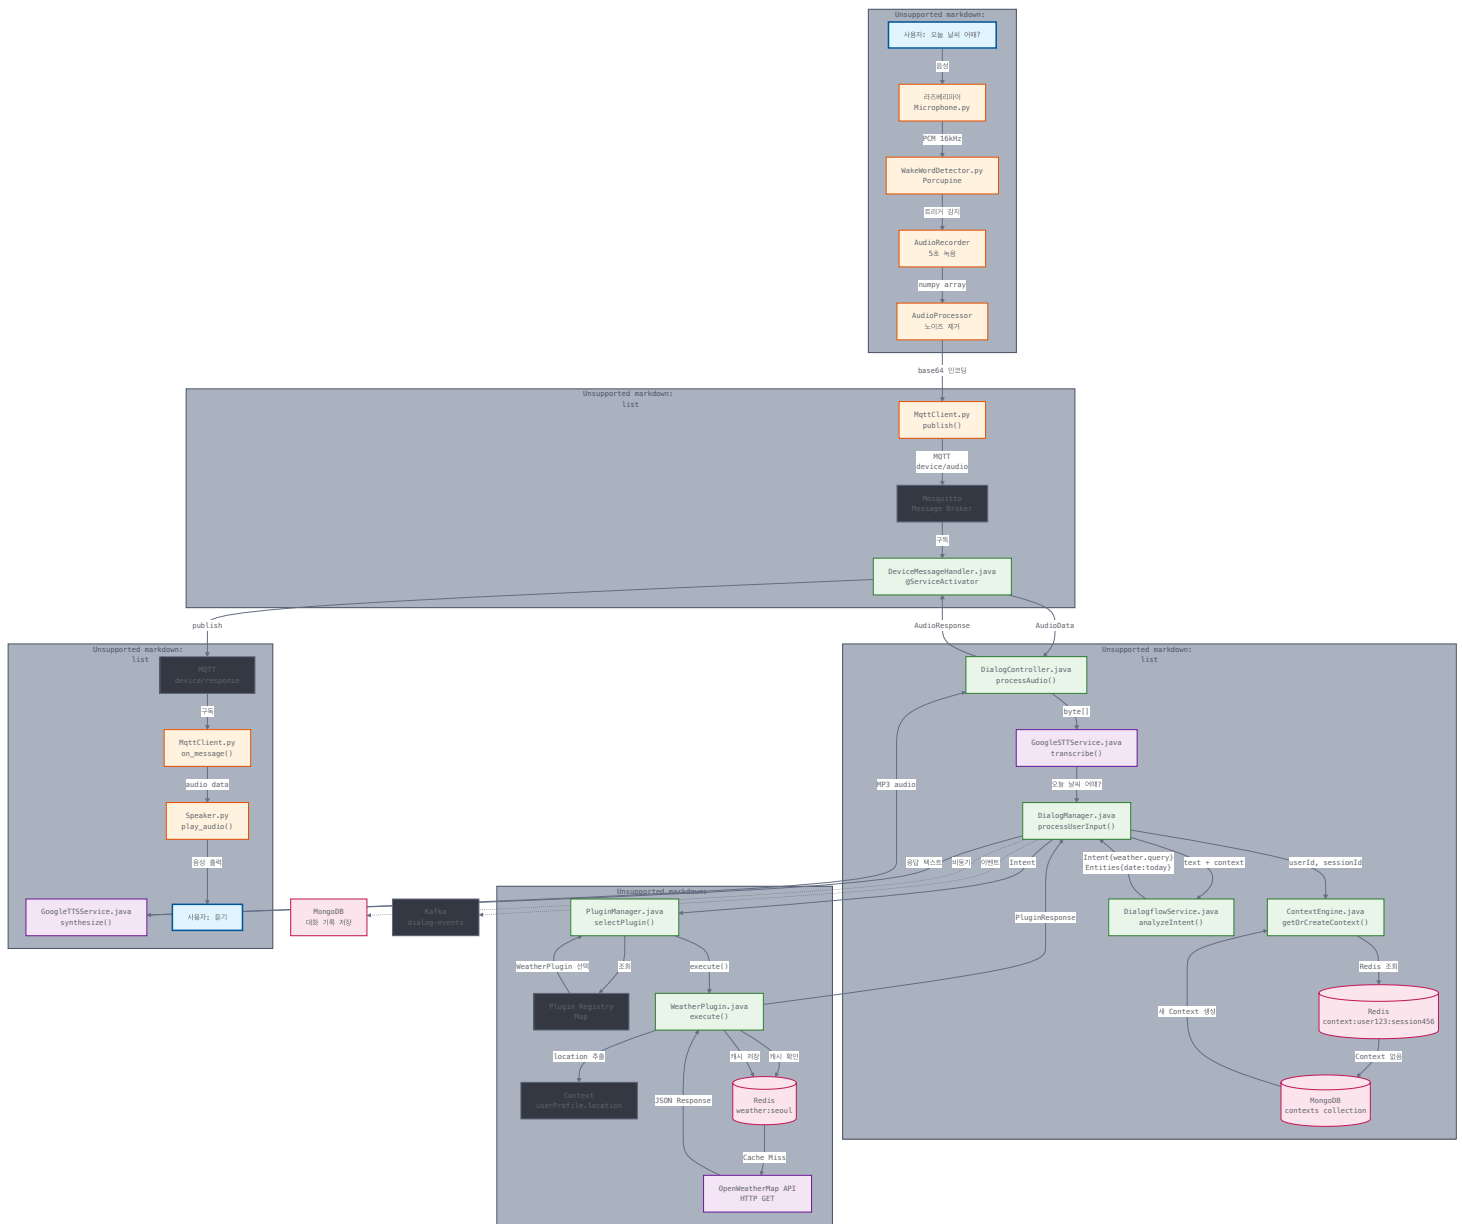 Unsupported markdown:
사용자: 오늘 날씨 어때?
음성
라즈베리파이
Microphone.py
PCM 16kHz
WakeWordDetector.py
Porcupine
트리거 감지
AudioRecorder
5초 녹음
numpy array
AudioProcessor
노이즈 제거
base64 인코딩
Unsupported markdown:
list
MqttClient.py
publish()
MQTT
device/audio
Mosquitto
Message Broker
구독
DeviceMessageHandler.java
@ServiceActivator
publish
AudioResponse
AudioData
Unsupported markdown:
list
MQTT
device/response
구독
MqttClient.py
on_message()
audio data
Speaker.py
play_audio()
음성 출력
GoogleTTSService.java
synthesize()
사용자: 듣기
MongoDB
대화 기록 저장
Kafka
dialog-events
Unsupported markdown:
list
DialogController.java
processAudio()
byte[]
GoogleSTTService.java
transcribe()
MP3 audio
오늘 날씨 어때?
DialogManager.java
processUserInput()
응답 텍스트
비동기
이벤트
Intent
Intent{weather.query}
Entities{date:today}
text + context
userId, sessionId
PluginResponse
DialogflowService.java
analyzeIntent()
ContextEngine.java
getOrCreateContext()
Redis 조회
새 Context 생성
Redis
context:user123:session456
Context 없음
MongoDB
contexts collection
Unsupported markdown:
PluginManager.java
selectPlugin()
WeatherPlugin 선택
조회
execute()
Plugin Registry
Map
WeatherPlugin.java
execute()
location 추출
캐시 저장
캐시 확인
Context
userProfile.location
JSON Response
Redis
weather:seoul
Cache Miss
OpenWeatherMap API
HTTP GET